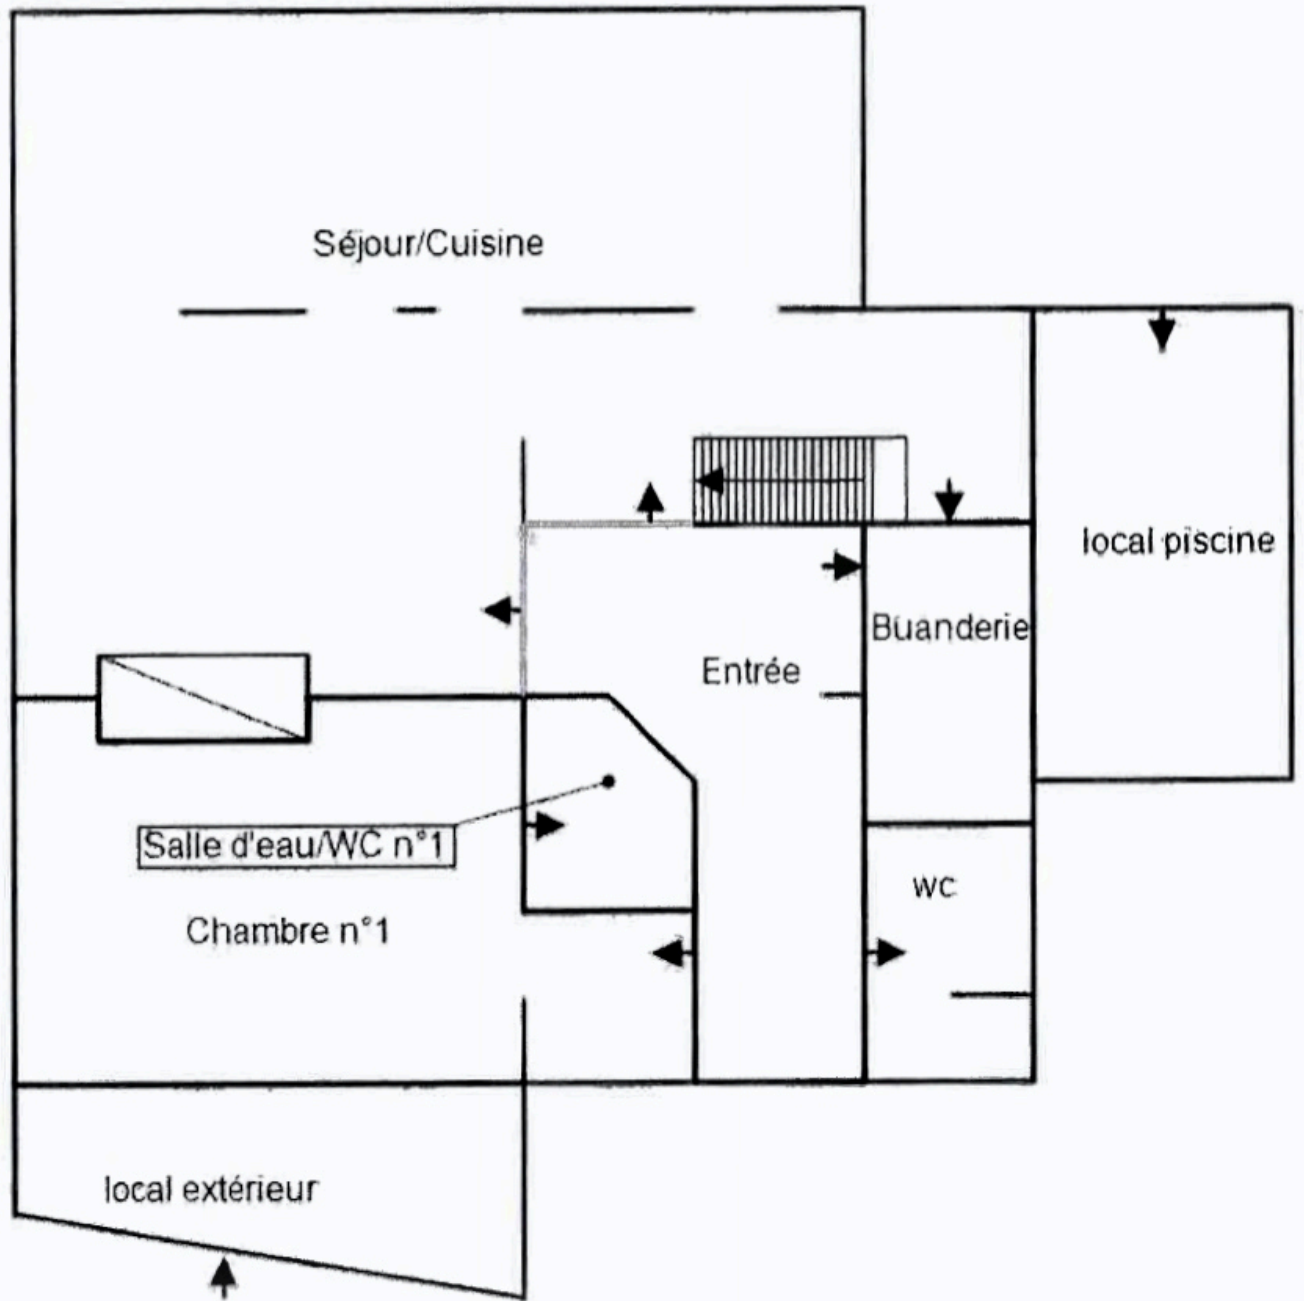 Séjour/Cuisine
local piscine
Buanderie
Entrée
Salle d'eau/WC n°1
wc
Chambre n°1
local extérieur